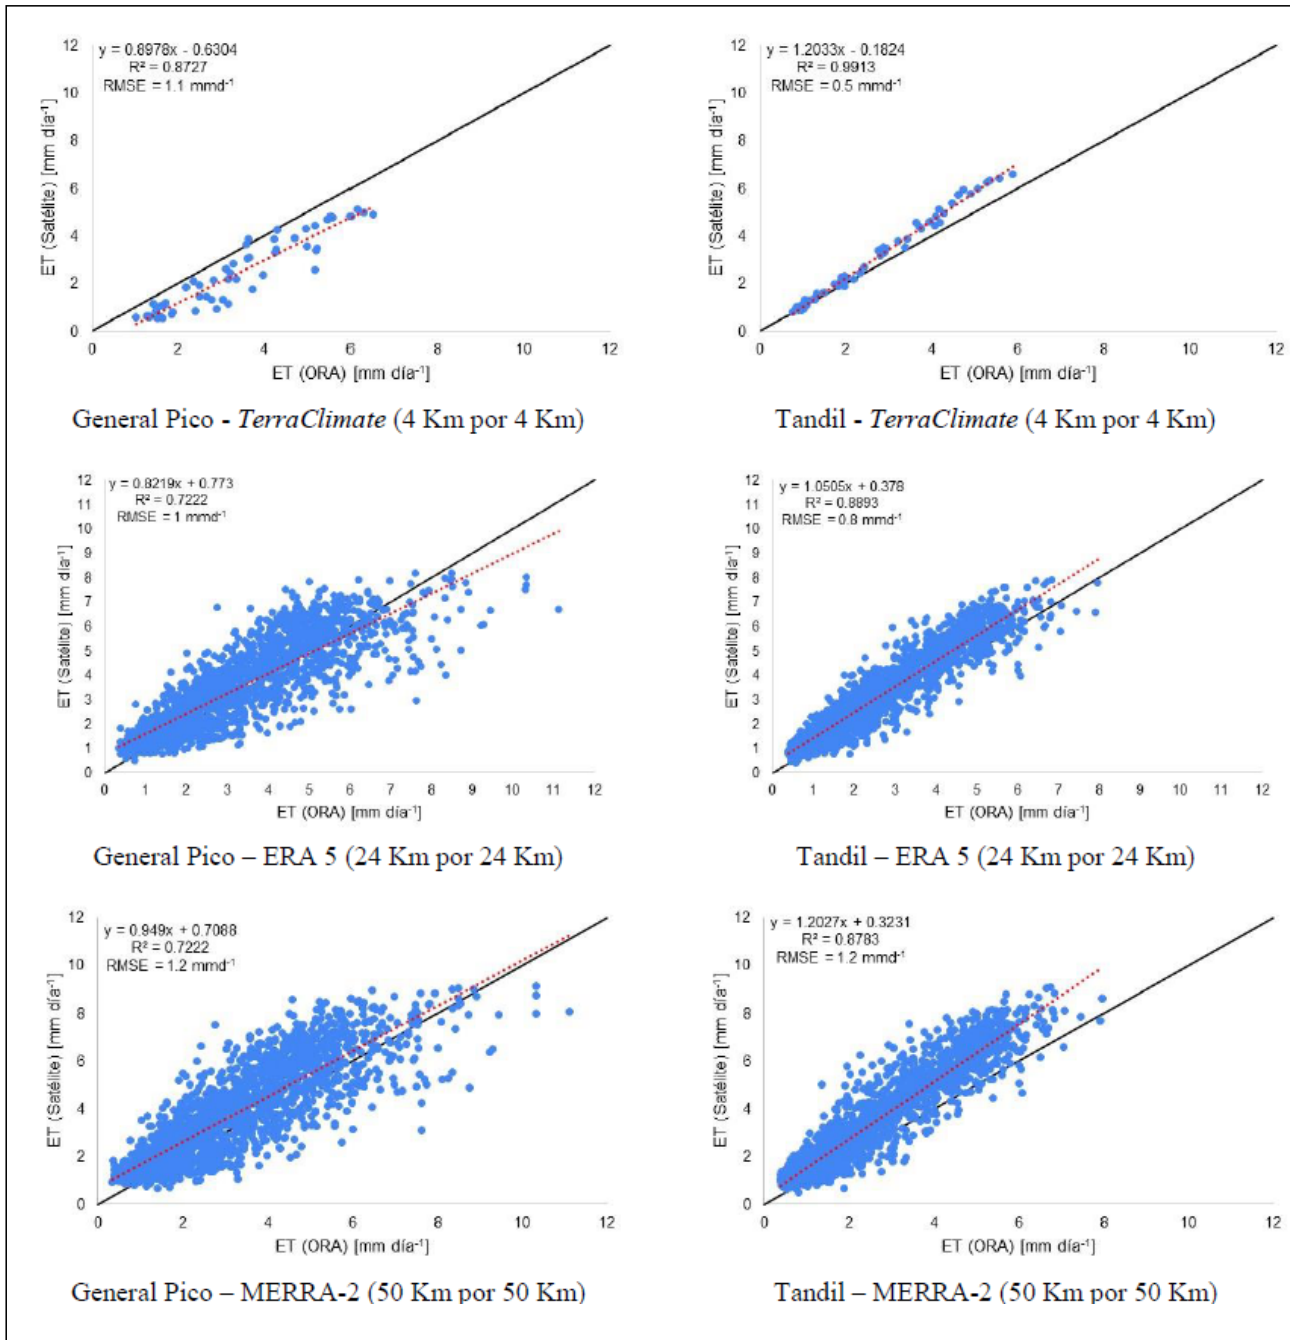 y = 0.8978x - 0.6304
R² = 0.8727
RMSE = 1.1 mmd⁻¹
12
10
8
6
4
2
0
ET (Satélite) [mm día⁻¹]
0 2 4 6 8 10 12
ET (ORA) [mm día⁻¹]
General Pico - TerraClimate (4 Km por 4 Km)
y = 1.2033x - 0.1824
R² = 0.9913
RMSE = 0.5 mmd⁻¹
12
10
8
6
4
2
0
ET (Satélite) [mm día⁻¹]
0 2 4 6 8 10 12
ET (ORA) [mm día⁻¹]
Tandil - TerraClimate (4 Km por 4 Km)
y = 0.8219x + 0.773
R² = 0.7222
RMSE = 1 mmd⁻¹
12
11
10
9
8
7
6
5
4
3
2
1
0
ET (Satélite) [mm día⁻¹]
0 1 2 3 4 5 6 7 8 9 10 11 12
ET (ORA) [mm día⁻¹]
General Pico – ERA 5 (24 Km por 24 Km)
y = 1.0505x + 0.378
R² = 0.8893
RMSE = 0.8 mmd⁻¹
12
11
10
9
8
7
6
5
4
3
2
1
0
ET (Satélite) [mm día⁻¹]
0 1 2 3 4 5 6 7 8 9 10 11 12
ET (ORA) [mm día⁻¹]
Tandil – ERA 5 (24 Km por 24 Km)
y = 0.949x + 0.7088
R² = 0.7222
RMSE = 1.2 mmd⁻¹
12
10
8
6
4
2
0
ET (Satélite) [mm día⁻¹]
0 2 4 6 8 10 12
ET (ORA) [mm día⁻¹]
General Pico – MERRA-2 (50 Km por 50 Km)
y = 1.2027x + 0.3231
R² = 0.8783
RMSE = 1.2 mmd⁻¹
12
10
8
6
4
2
0
ET (Satélite) [mm día⁻¹]
0 2 4 6 8 10 12
ET (ORA) [mm día⁻¹]
Tandil – MERRA-2 (50 Km por 50 Km)